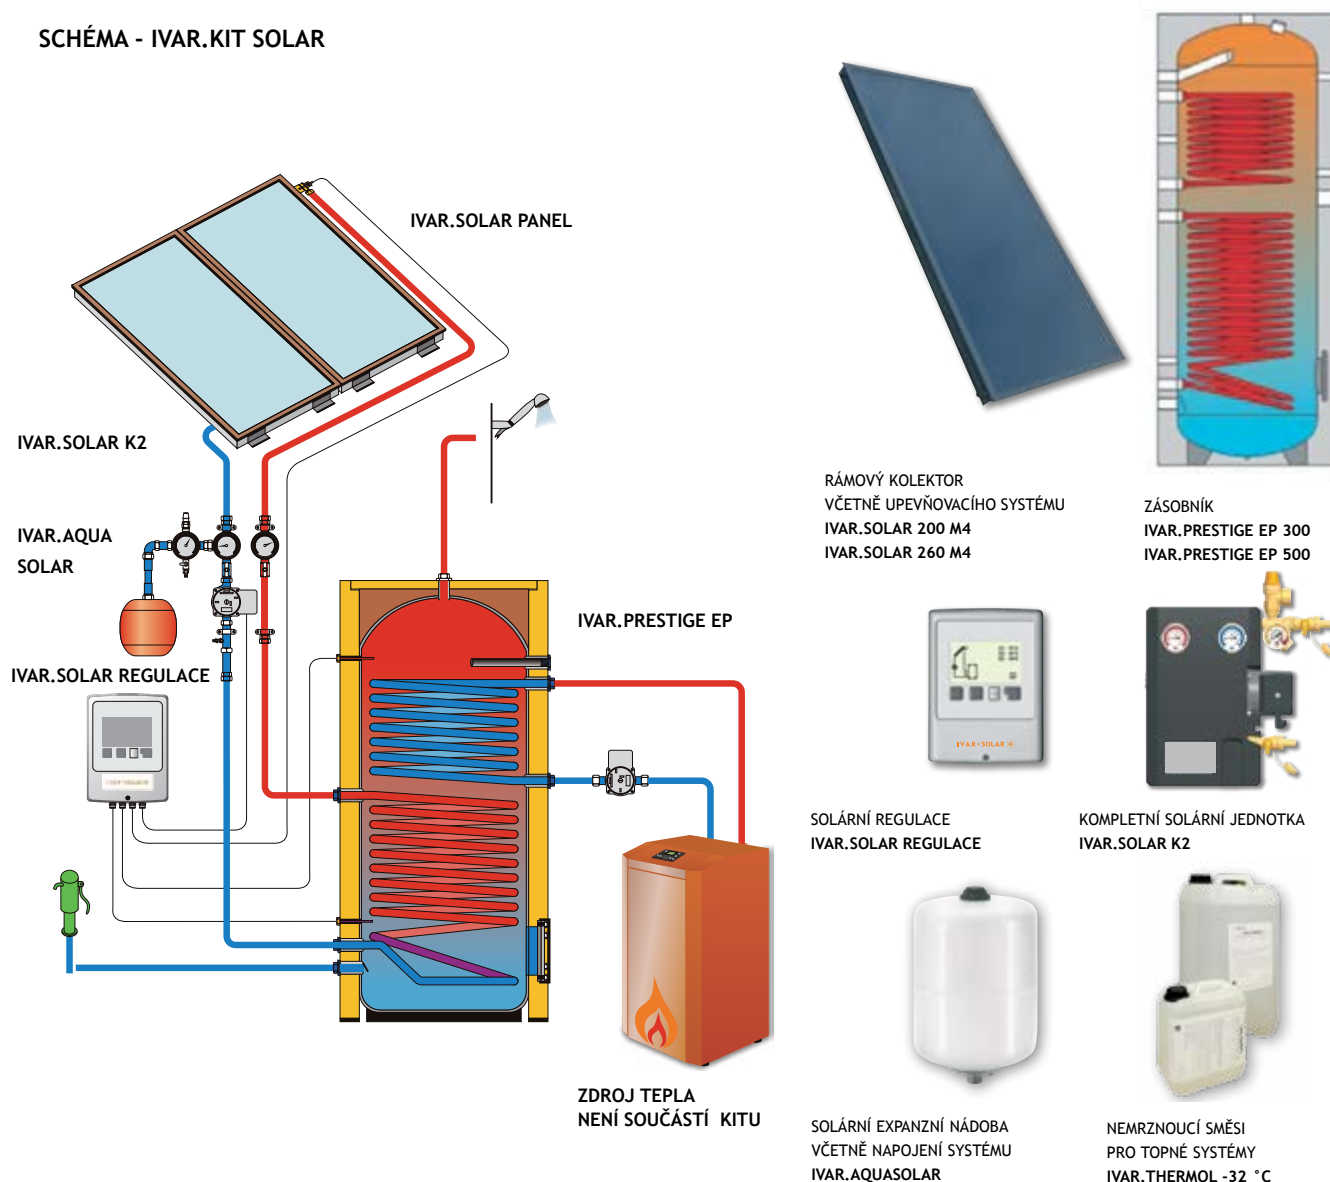 SCHÉMA - IVAR.KIT SOLAR
IVAR.SOLAR PANEL
IVAR.SOLAR K2
IVAR.AQUA
SOLAR
IVAR.SOLAR REGULACE
IVAR.PRESTIGE EP
ZDROJ TEPLA
NENÍ SOUČÁSTÍ KITU
RÁMOVÝ KOLEKTOR
VČETNĚ UPEVŇOVACÍHO SYSTÉMU
IVAR.SOLAR 200 M4
IVAR.SOLAR 260 M4
ZÁSOBNÍK
IVAR.PRESTIGE EP 300
IVAR.PRESTIGE EP 500
IVAR•SOLAR
SOLÁRNÍ REGULACE
IVAR.SOLAR REGULACE
KOMPLETNÍ SOLÁRNÍ JEDNOTKA
IVAR.SOLAR K2
SOLÁRNÍ EXPANZNÍ NÁDOBA
VČETNĚ NAPOJENÍ SYSTÉMU
IVAR.AQUASOLAR
NEMRZNOUCÍ SMĚSI
PRO TOPNÉ SYSTÉMY
IVAR.THERMOL -32 °C